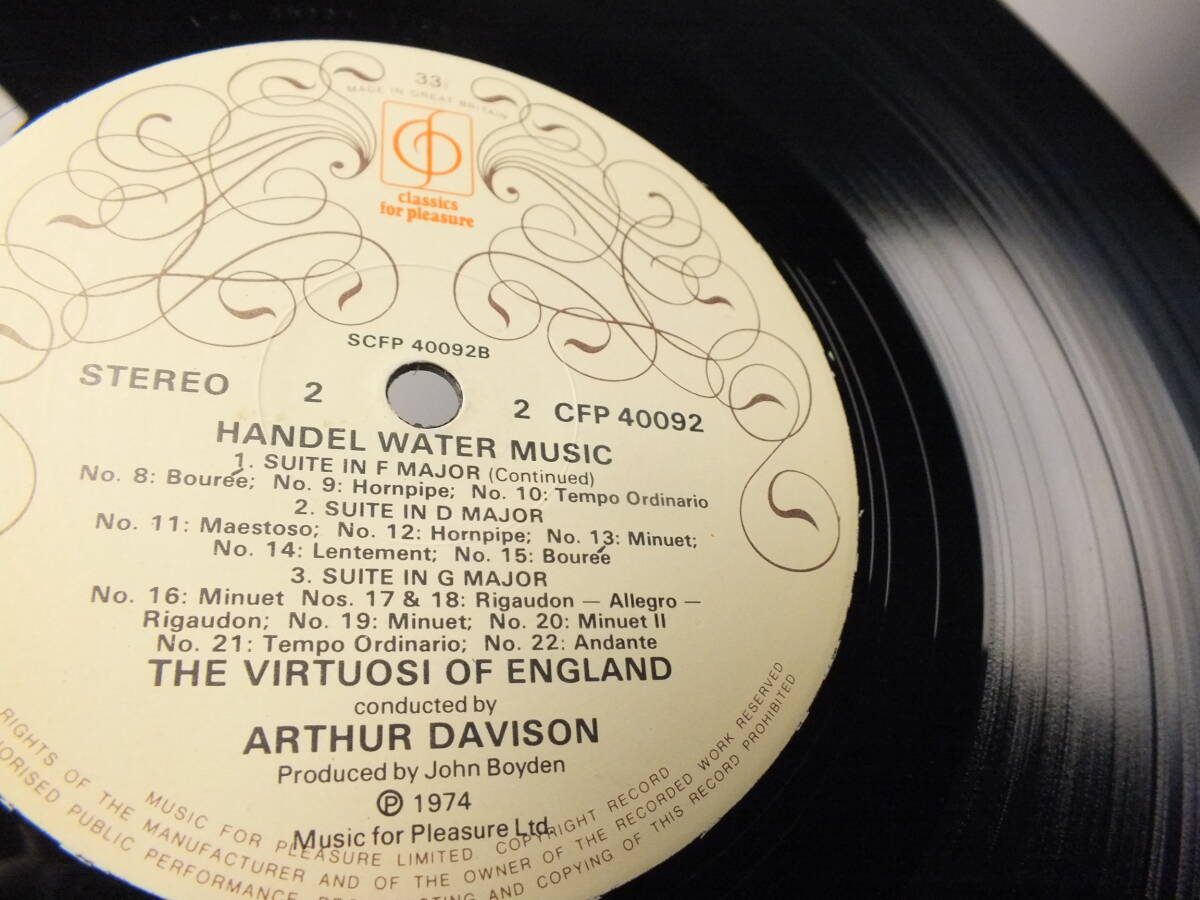 33
MADE IN GREAT BRITAIN
classics
for pleasure
SCFP 40092B
STEREO 2 2 CFP 40092
HANDEL WATER MUSIC
1. SUITE IN F MAJOR (Continued)
No. 8: Bourée; No. 9: Hornpipe; No. 10: Tempo Ordinario
2. SUITE IN D MAJOR
No. 11: Maestoso; No. 12: Hornpipe; No. 13: Minuet;
No. 14: Lentement; No. 15: Bourée
3. SUITE IN G MAJOR
No. 16: Minuet Nos. 17 & 18: Rigaudon — Allegro —
Rigaudon; No. 19: Minuet; No. 20: Minuet II
No. 21: Tempo Ordinario; No. 22: Andante
THE VIRTUOSI OF ENGLAND
conducted by
ARTHUR DAVISON
Produced by John Boyden
℗ 1974
Music for Pleasure Ltd.
MUSIC FOR PLEASURE LIMITED COPYRIGHT RECORD
RIGHTS OF THE MANUFACTURER AND OF THE OWNER OF THE RECORDED WORK RESERVED
PUBLIC PERFORMANCE AND COPYING OF THIS RECORD PROHIBITED